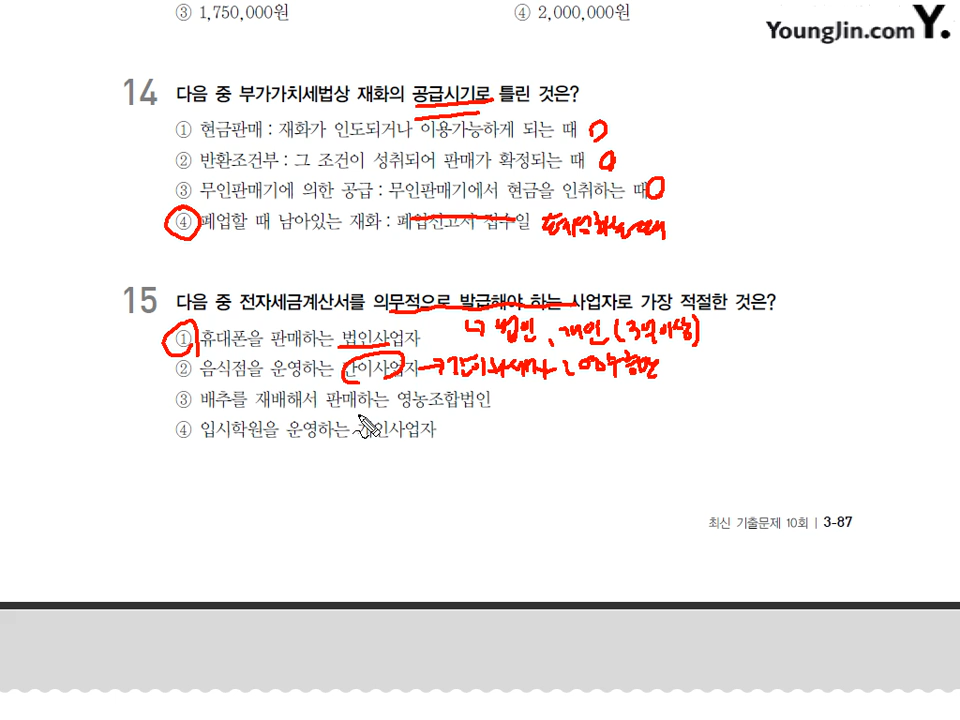 ③ 1,750,000원 ④ 2,000,000원
YoungJin.com Y.
14 다음 중 부가가치세법상 재화의 공급시기로 틀린 것은?
① 현금판매 : 재화가 인도되거나 이용가능하게 되는 때
② 반환조건부 : 그 조건이 성취되어 판매가 확정되는 때
③ 무인판매기에 의한 공급 : 무인판매기에서 현금을 인취하는 때
④ 폐업할 때 남아있는 재화 : 폐업신고서 접수일
15 다음 중 전자세금계산서를 의무적으로 발급해야 하는 사업자로 가장 적절한 것은?
↳ 법인, 개인 (3억이상)
① 휴대폰을 판매하는 법인사업자
② 음식점을 운영하는 간이사업자 → 간이과세자
③ 배추를 재배해서 판매하는 영농조합법인
④ 입시학원을 운영하는 개인사업자
최신 기출문제 10회 | 3-87